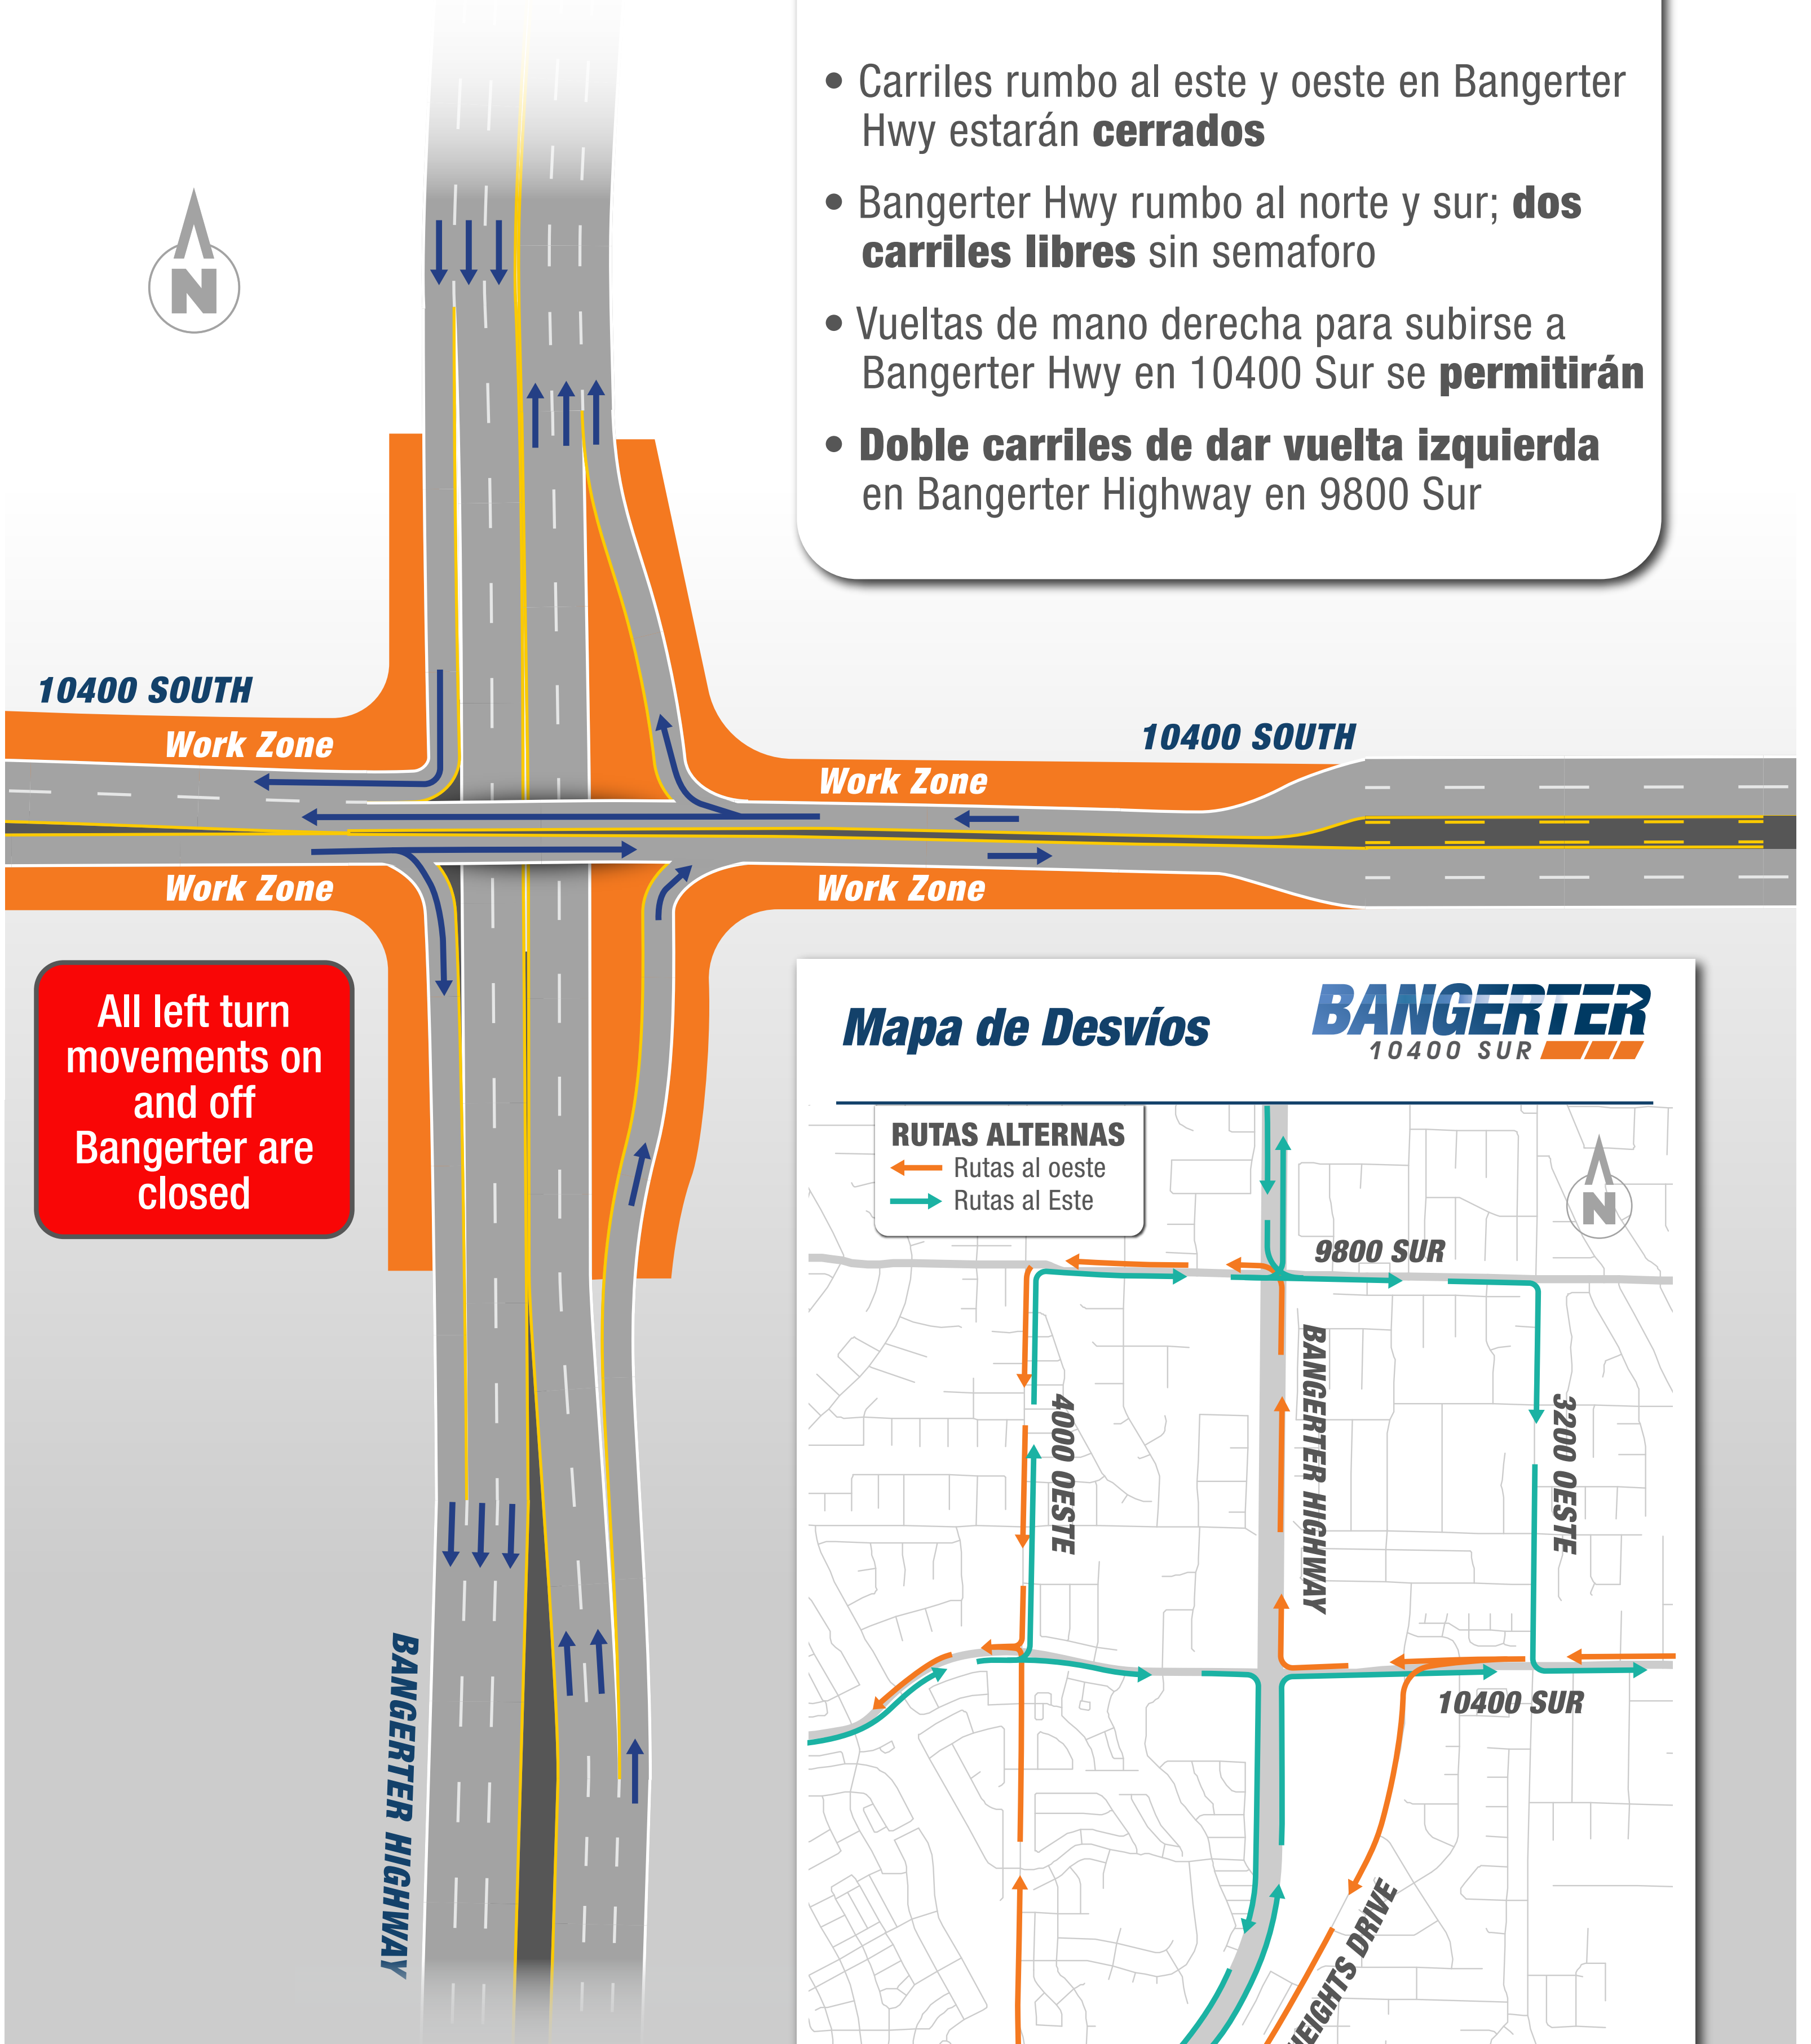 • Carriles rumbo al este y oeste en Bangerter
Hwy estarán cerrados
• Bangerter Hwy rumbo al norte y sur; dos
carriles libres sin semaforo
• Vueltas de mano derecha para subirse a
Bangerter Hwy en 10400 Sur se permitirán
• Doble carriles de dar vuelta izquierda
en Bangerter Highway en 9800 Sur
N
10400 SOUTH
Work Zone
10400 SOUTH
Work Zone
Work Zone
Work Zone
All left turn
movements on
and off
Bangerter are
closed
BANGERTER HIGHWAY
Mapa de Desvíos
BANGERTER
10400 SUR
RUTAS ALTERNAS
Rutas al oeste
Rutas al Este
N
9800 SUR
4000 OESTE
BANGERTER HIGHWAY
3200 OESTE
10400 SUR
EIGHTS DRIVE